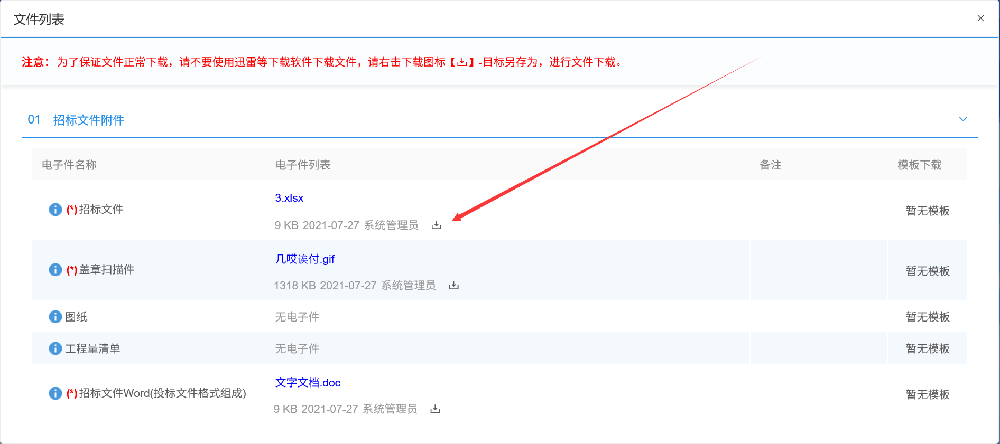 文件列表
注意：为了保证文件正常下载，请不要使用迅雷等下载软件下载文件，请右击下载图标【】-目标另存为，进行文件下载。
01 招标文件附件
电子件名称 电子件列表 备注 模板下载
3.xlsx
(*)招标文件 暂无模板
9 KB 2021-07-27 系统管理员
几哎诶付.gif
(*)盖章扫描件 暂无模板
1318 KB 2021-07-27 系统管理员
图纸 无电子件 暂无模板
工程量清单 无电子件 暂无模板
文字文档.doc
(*)招标文件Word(投标文件格式组成) 暂无模板
9 KB 2021-07-27 系统管理员